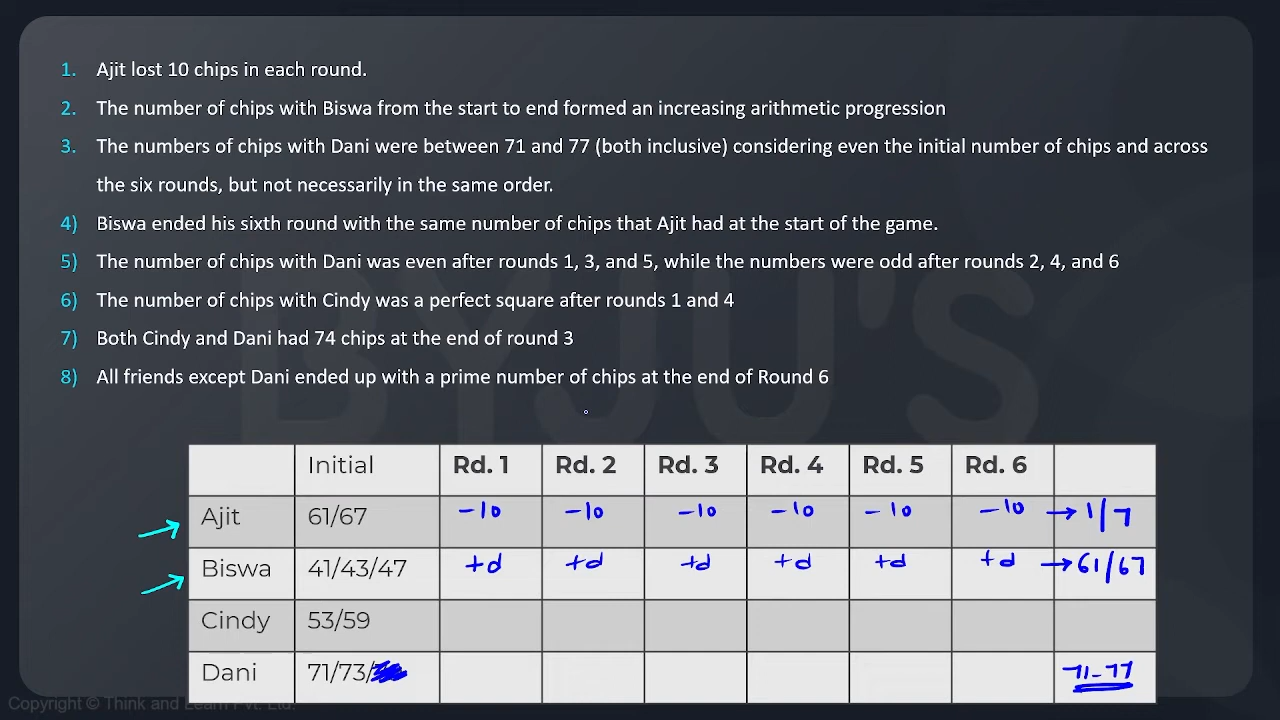 1. Ajit lost 10 chips in each round.
2. The number of chips with Biswa from the start to end formed an increasing arithmetic progression
3. The numbers of chips with Dani were between 71 and 77 (both inclusive) considering even the initial number of chips and across
the six rounds, but not necessarily in the same order.
4) Biswa ended his sixth round with the same number of chips that Ajit had at the start of the game.
5) The number of chips with Dani was even after rounds 1, 3, and 5, while the numbers were odd after rounds 2, 4, and 6
6) The number of chips with Cindy was a perfect square after rounds 1 and 4
7) Both Cindy and Dani had 74 chips at the end of round 3
8) All friends except Dani ended up with a prime number of chips at the end of Round 6
BYJU'S
Initial Rd. 1 Rd. 2 Rd. 3 Rd. 4 Rd. 5 Rd. 6
Ajit 61/67 -10 -10 -10 -10 -10 -10 → 1/7
Biswa 41/43/47 +d +d +d +d +d +d → 61/67
Cindy 53/59
Dani 71/73/ 71-77
Copyright © Think and Learn Pvt. Ltd.